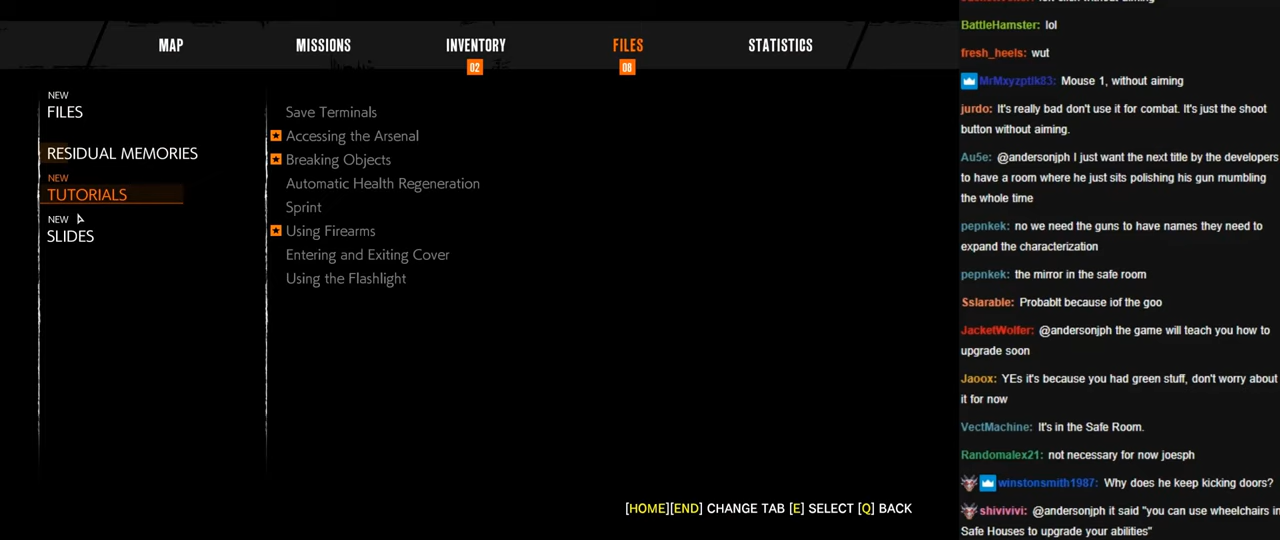 MAP
MISSIONS
INVENTORY
FILES
STATISTICS
02
08
NEW
FILES
RESIDUAL MEMORIES
NEW
TUTORIALS
NEW
SLIDES
Save Terminals
Accessing the Arsenal
Breaking Objects
Automatic Health Regeneration
Sprint
Using Firearms
Entering and Exiting Cover
Using the Flashlight
[HOME][END] CHANGE TAB [E] SELECT [Q] BACK
BattleHamster: lol
fresh_heels: wut
MrMxyzptlk83: Mouse 1, without aiming
jurdo: It's really bad don't use it for combat. It's just the shoot
button without aiming.
Au5e: @andersonjph I just want the next title by the developers
to have a room where he just sits polishing his gun mumbling
the whole time
pepnkek: no we need the guns to have names they need to
expand the characterization
pepnkek: the mirror in the safe room
Sslarable: Probablt because iof the goo
JacketWolfer: @andersonjph the game will teach you how to
upgrade soon
Jaoox: YEs it's because you had green stuff, don't worry about
it for now
VectMachine: It's in the Safe Room.
Randomalex21: not necessary for now joesph
winstonsmith1987: Why does he keep kicking doors?
shivivivi: @andersonjph it said "you can use wheelchairs in
Safe Houses to upgrade your abilities"